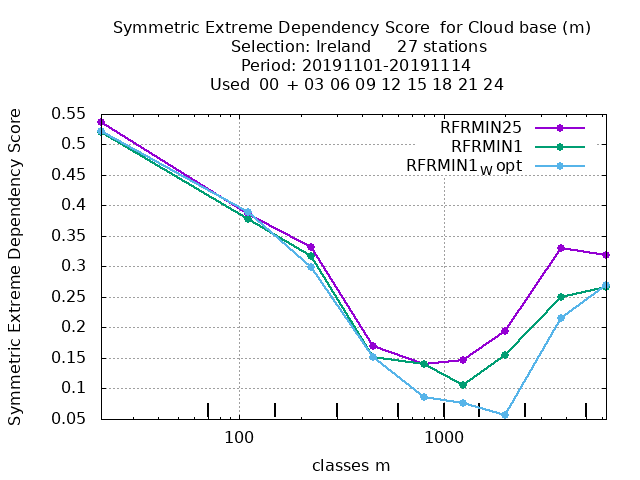 Symmetric Extreme Dependency Score  for Cloud base (m)
Selection: Ireland     27 stations
Period: 20191101-20191114
Used  00 + 03 06 09 12 15 18 21 24
RFRMIN25
RFRMIN1
RFRMIN1W opt
Symmetric Extreme Dependency Score
0.55
0.5
0.45
0.4
0.35
0.3
0.25
0.2
0.15
0.1
0.05
100 1000
classes m